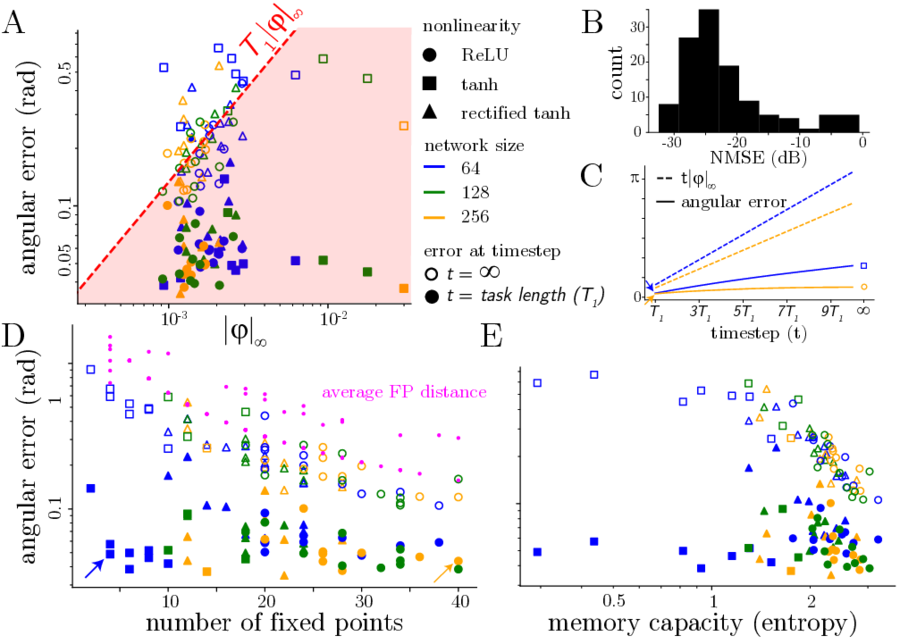 A
T₁|φ|∞
angular error (rad)
0.5
0.1
0.05
10⁻³
10⁻²
|φ|∞
nonlinearity
ReLU
tanh
rectified tanh
network size
64
128
256
error at timestep
t = ∞
t = task length (T₁)
B
count
30
20
10
0
-30
-20
-10
0
NMSE (dB)
C
π
t|φ|∞
angular error
T₁
3T₁
5T₁
7T₁
9T₁
∞
timestep (t)
D
angular error (rad)
1
0.1
average FP distance
10
20
30
40
number of fixed points
E
0.5
1
2
memory capacity (entropy)